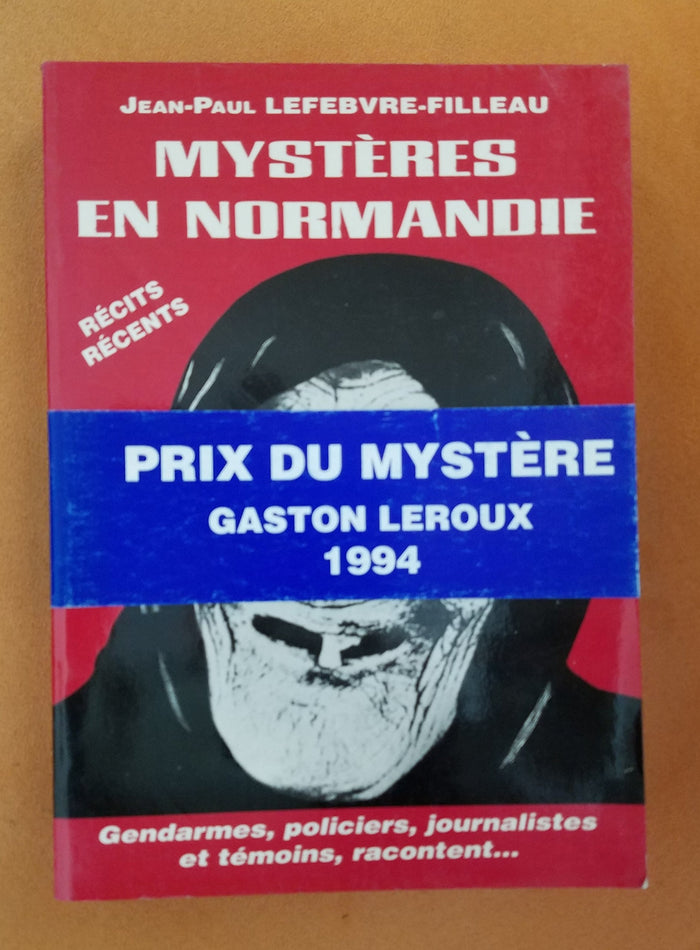 Jean-Paul LEFEBVRE-FILLEAU
MYSTÈRES
EN NORMANDIE
RÉCITS
RÉCENTS
PRIX DU MYSTÈRE
GASTON LEROUX
1994
Gendarmes, policiers, journalistes
et témoins, racontent...